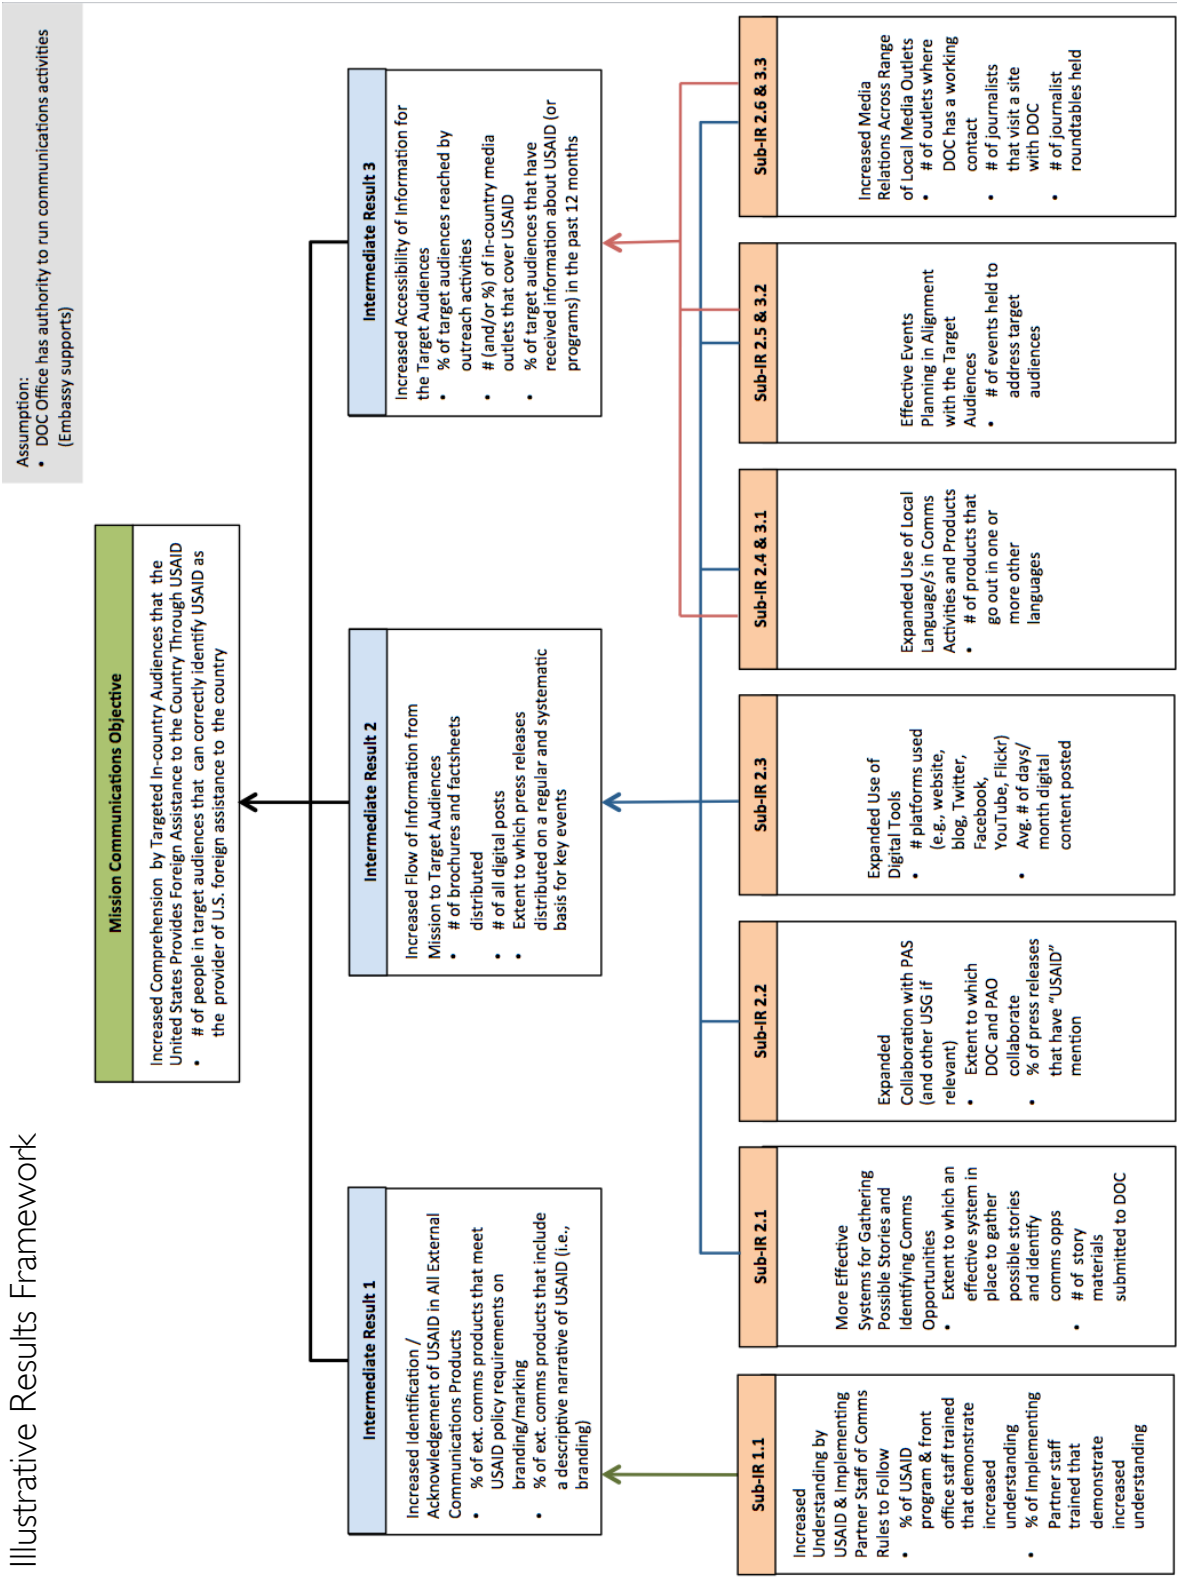 Illustrative Results Framework
Assumption:
• DOC Office has authority to run communications activities
(Embassy supports)
Mission Communications Objective
Increased Comprehension by Targeted In-country Audiences that the
United States Provides Foreign Assistance to the Country Through USAID
• # of people in target audiences that can correctly identify USAID as
the provider of U.S. foreign assistance to the country
Intermediate Result 1
Increased Identification /
Acknowledgement of USAID in All External
Communications Products
• % of ext. comms products that meet
USAID policy requirements on
branding/marking
• % of ext. comms products that include
a descriptive narrative of USAID (i.e.,
branding)
Intermediate Result 2
Increased Flow of Information from
Mission to Target Audiences
• # of brochures and factsheets
distributed
• # of all digital posts
• Extent to which press releases
distributed on a regular and systematic
basis for key events
Intermediate Result 3
Increased Accessibility of Information for
the Target Audiences
• % of target audiences reached by
outreach activities
• # (and/or %) of in-country media
outlets that cover USAID
• % of target audiences that have
received information about USAID (or
programs) in the past 12 months
Sub-IR 1.1
Increased
Understanding by
USAID & Implementing
Partner Staff of Comms
Rules to Follow
• % of USAID
program & front
office staff trained
that demonstrate
increased
understanding
• % of Implementing
Partner staff
trained that
demonstrate
increased
understanding
Sub-IR 2.1
More Effective
Systems for Gathering
Possible Stories and
Identifying Comms
Opportunities
• Extent to which an
effective system in
place to gather
possible stories
and identify
comms opps
• # of story
materials
submitted to DOC
Sub-IR 2.2
Expanded
Collaboration with PAS
(and other USG if
relevant)
• Extent to which
DOC and PAO
collaborate
• % of press releases
that have “USAID”
mention
Sub-IR 2.3
Expanded Use of
Digital Tools
• # platforms used
(e.g., website,
blog, Twitter,
Facebook,
YouTube, Flickr)
• Avg. # of days/
month digital
content posted
Sub-IR 2.4 & 3.1
Expanded Use of Local
Language/s in Comms
Activities and Products
• # of products that
go out in one or
more other
languages
Sub-IR 2.5 & 3.2
Effective Events
Planning in Alignment
with the Target
Audiences
• # of events held to
address target
audiences
Sub-IR 2.6 & 3.3
Increased Media
Relations Across Range
of Local Media Outlets
• # of outlets where
DOC has a working
contact
• # of journalists
that visit a site
with DOC
• # of journalist
roundtables held